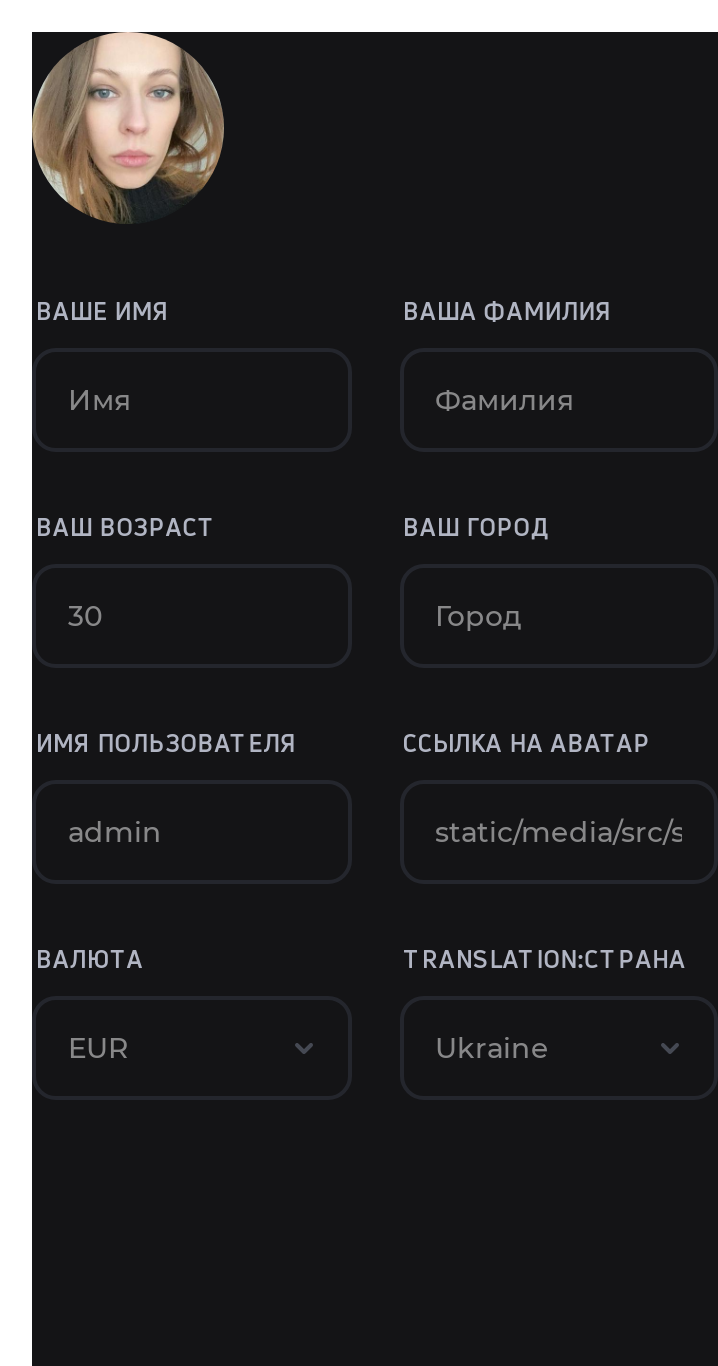 ВАШЕ ИМЯ
ВАША ФАМИЛИЯ
Имя
Фамилия
ВАШ ВОЗРАСТ
ВАШ ГОРОД
30
Город
ИМЯ ПОЛЬЗОВАТЕЛЯ
ССЫЛКА НА АВАТАР
admin
static/media/src/s
ВАЛЮТА
TRANSLATION:СТРАНА
EUR
Ukraine